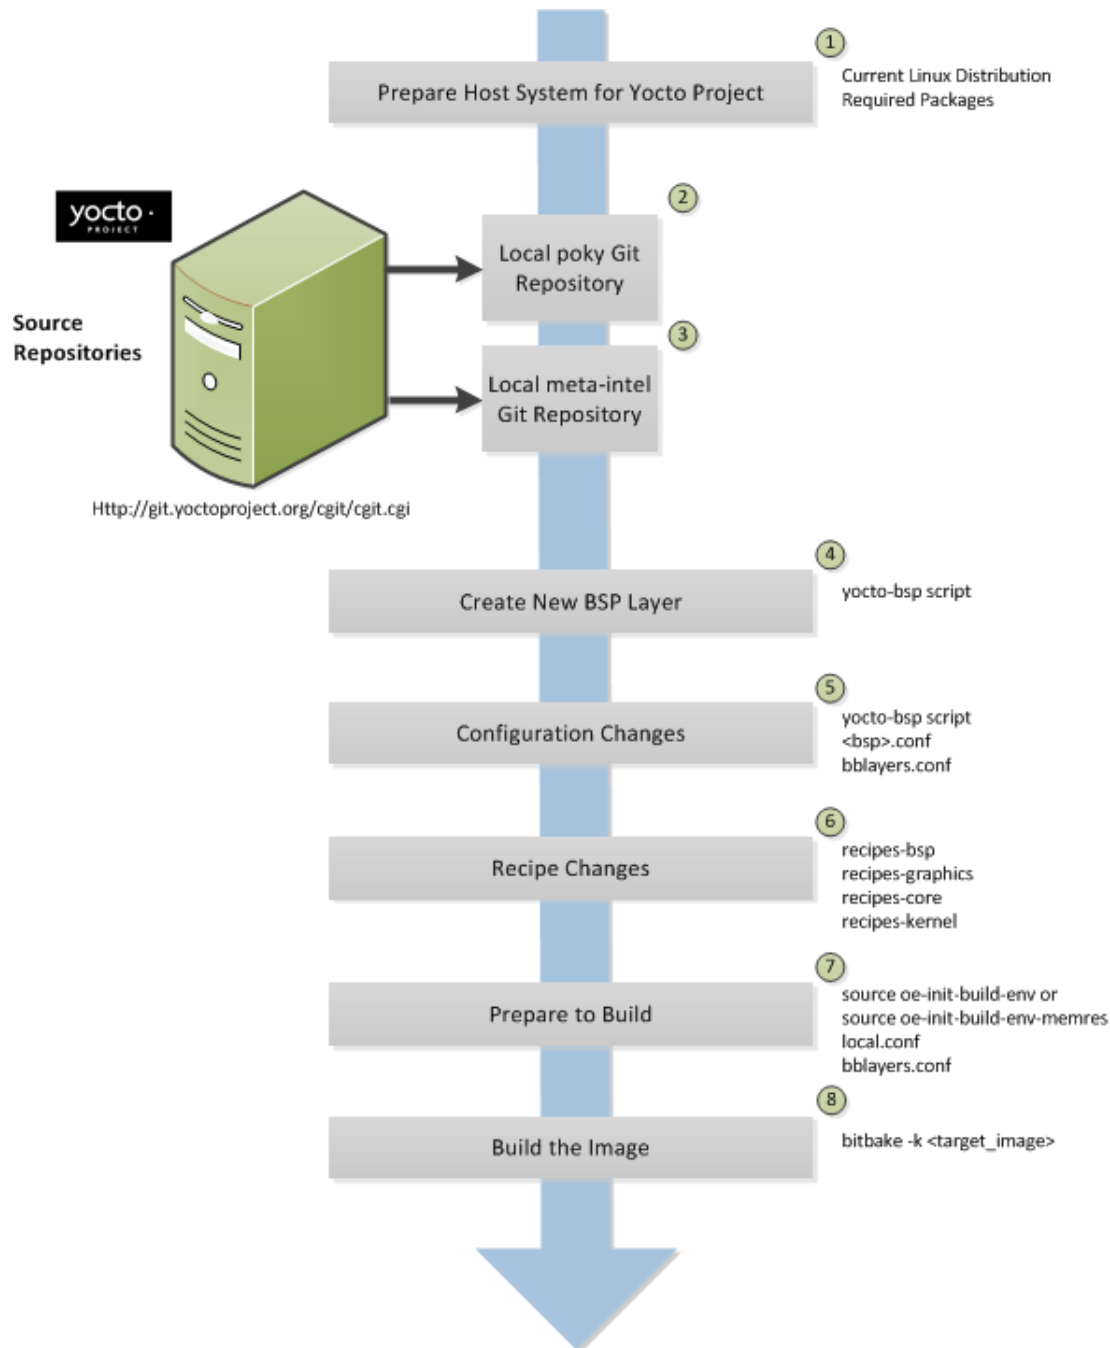 1
Prepare Host System for Yocto Project
Current Linux Distribution
Required Packages
yocto ·
PROJECT
Source
Repositories
Http://git.yoctoproject.org/cgit/cgit.cgi
2
Local poky Git
Repository
3
Local meta-intel
Git Repository
4
Create New BSP Layer
yocto-bsp script
5
Configuration Changes
yocto-bsp script
<bsp>.conf
bblayers.conf
6
Recipe Changes
recipes-bsp
recipes-graphics
recipes-core
recipes-kernel
7
Prepare to Build
source oe-init-build-env or
source oe-init-build-env-memres
local.conf
bblayers.conf
8
Build the Image
bitbake -k <target_image>